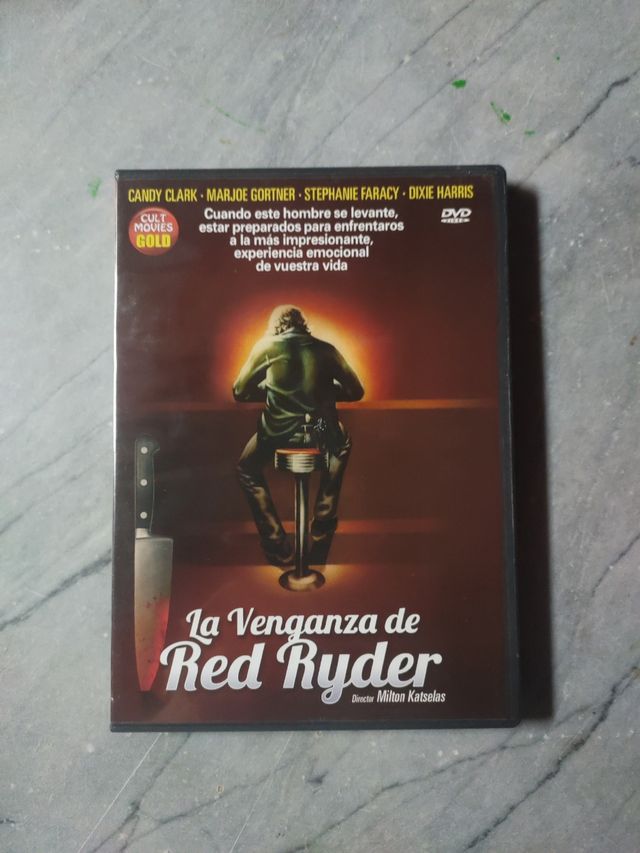 CANDY CLARK · MARJOE GORTNER · STEPHANIE FARACY · DIXIE HARRIS
CULT
MOVIES
GOLD
Cuando este hombre se levante,
estar preparados para enfrentaros
a la más impresionante,
experiencia emocional
de vuestra vida
DVD
VIDEO
La Venganza de
Red Ryder
Director Milton Katselas